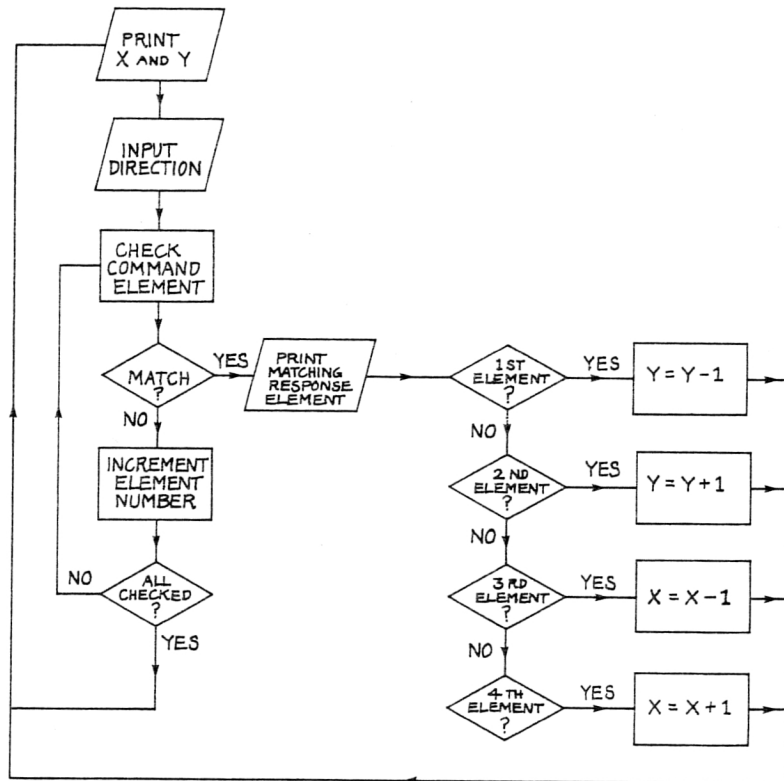 PRINT
X AND Y
INPUT
DIRECTION
CHECK
COMMAND
ELEMENT
MATCH
?
YES
NO
PRINT
MATCHING
RESPONSE
ELEMENT
INCREMENT
ELEMENT
NUMBER
ALL
CHECKED
?
NO
YES
1ST
ELEMENT
?
YES
Y = Y-1
NO
2ND
ELEMENT
?
YES
Y = Y+1
NO
3RD
ELEMENT
?
YES
X = X-1
NO
4TH
ELEMENT
?
YES
X = X+1